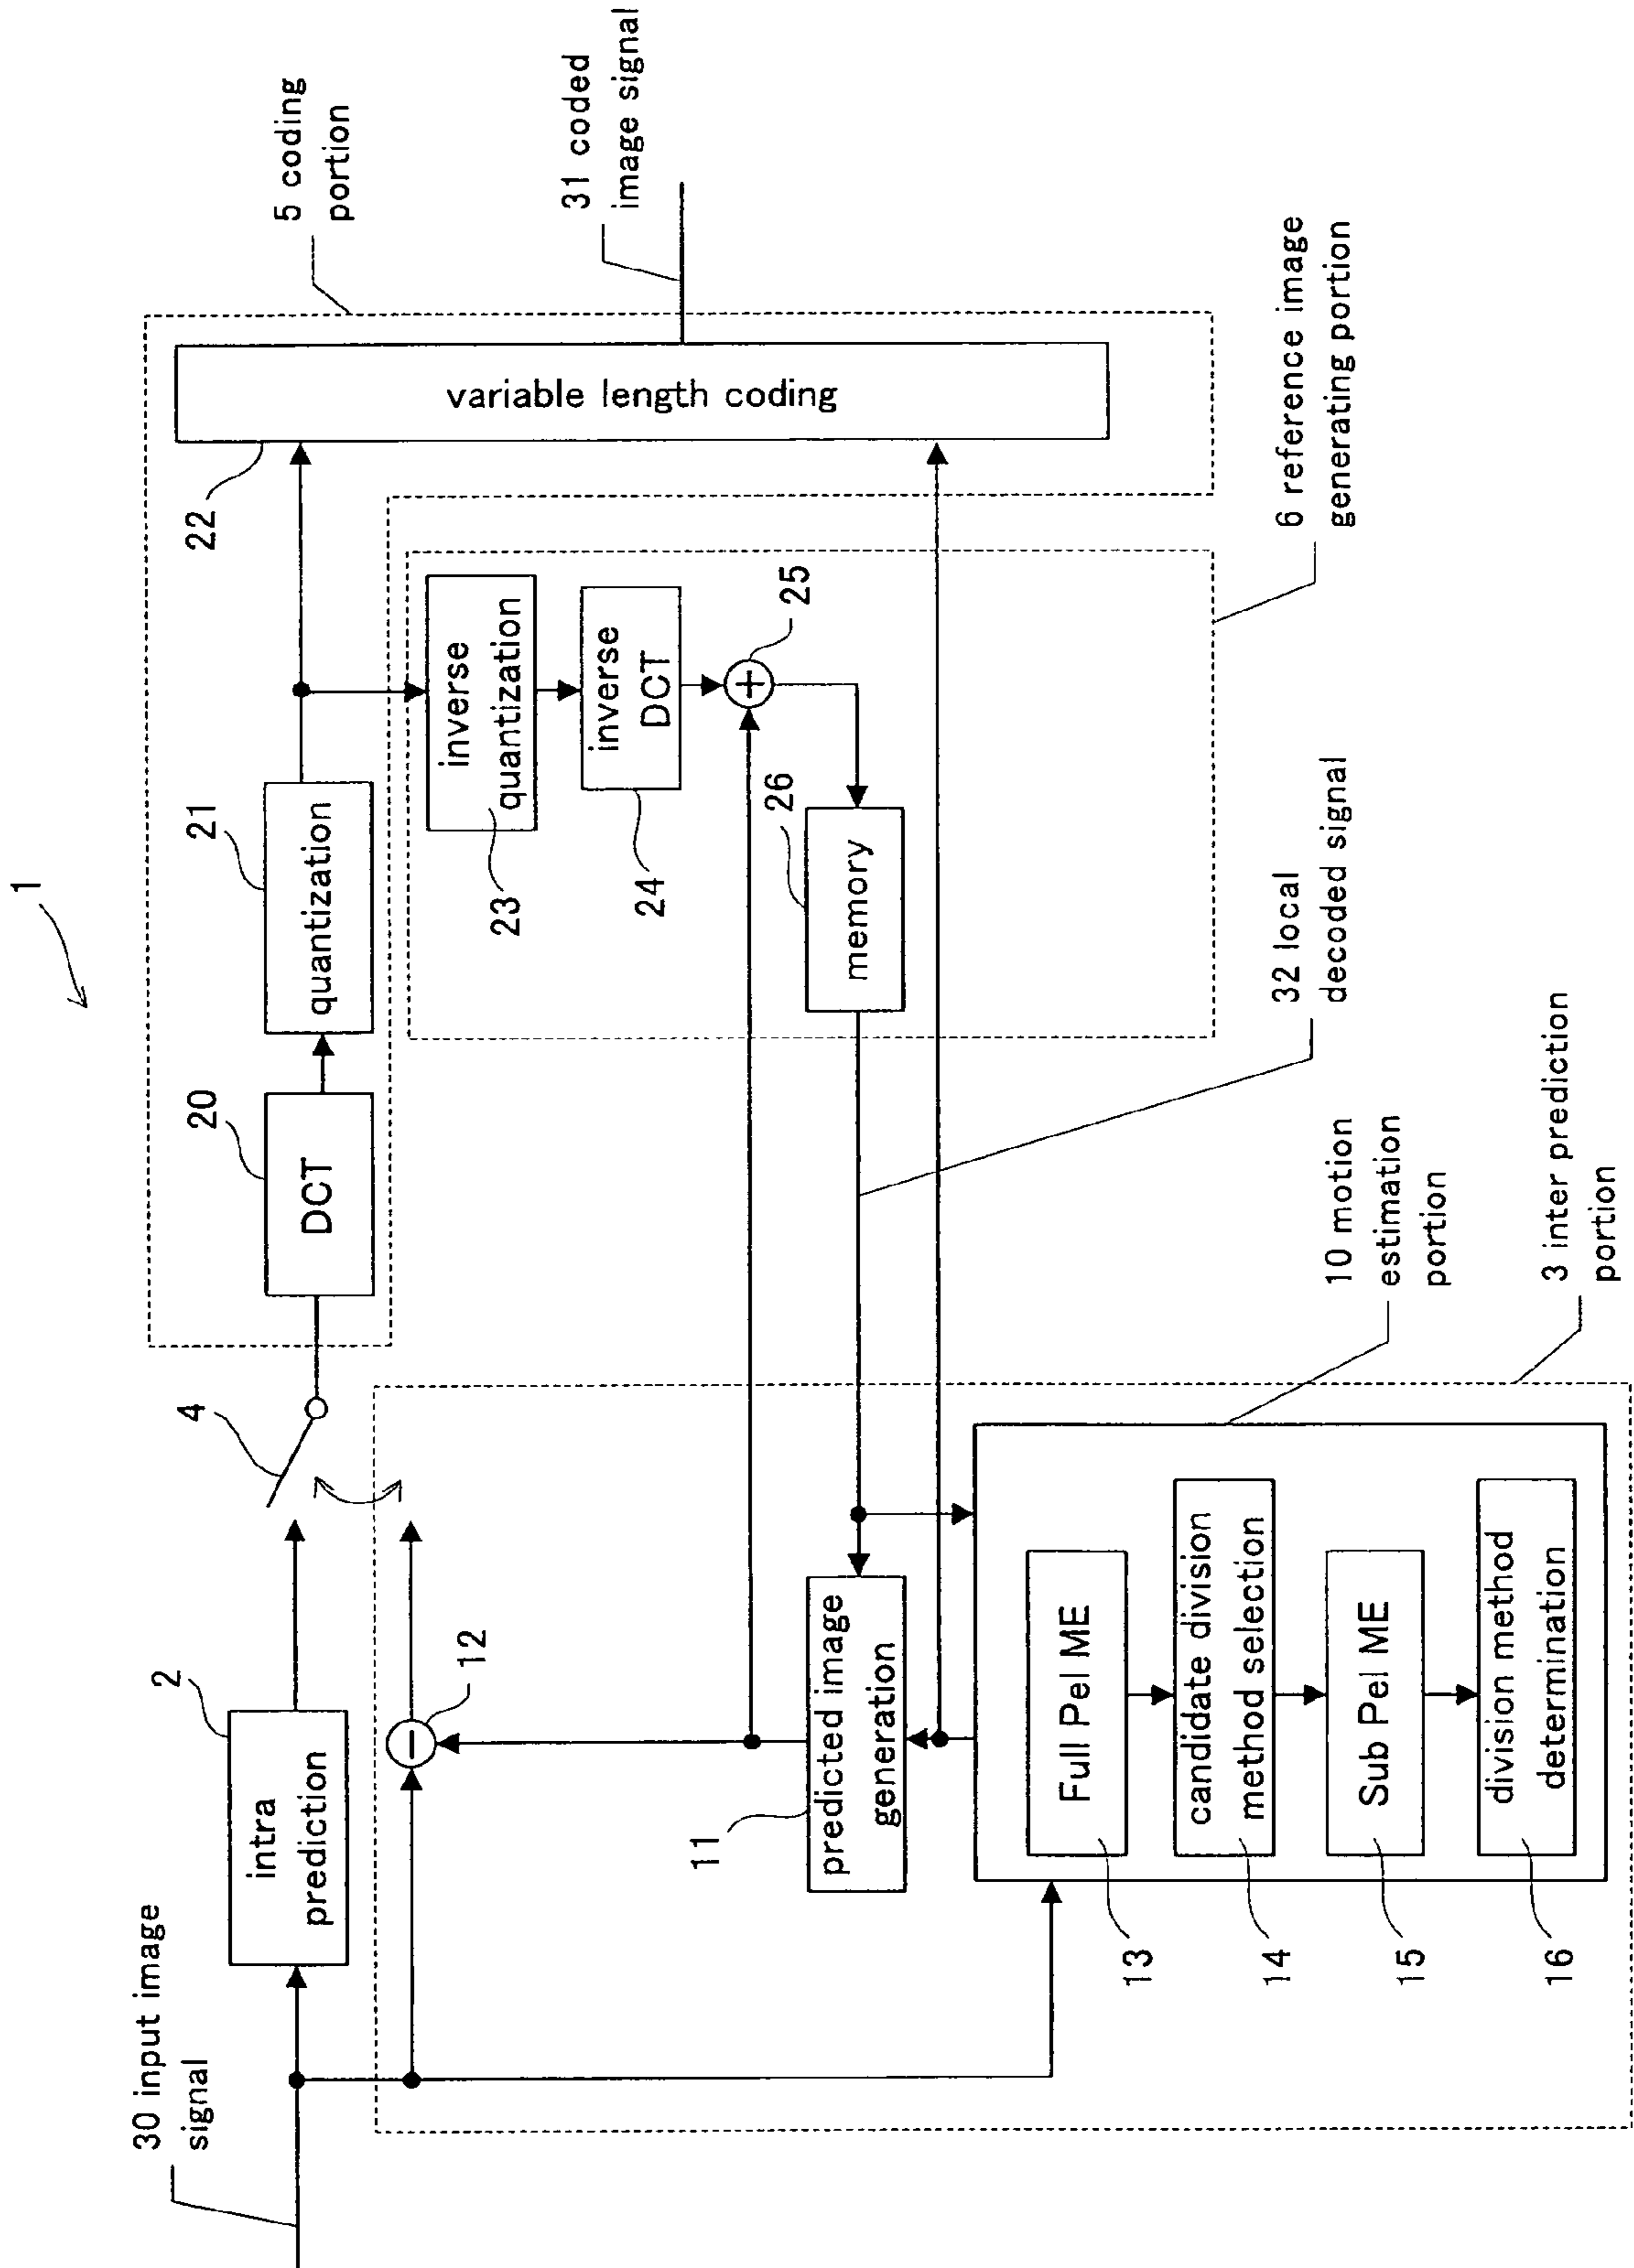 1
30 input image
signal
2
intra
prediction
4
20
DCT
21
quantization
22
variable length coding
5 coding
portion
31 coded
image signal
12
11
predicted image
generation
23
inverse
quantization
24
inverse
DCT
25
26
memory
6 reference image
generating portion
32 local
decoded signal
10 motion
estimation
portion
3 inter prediction
portion
13
Full Pel ME
14
candidate division
method selection
15
Sub Pel ME
16
division method
determination